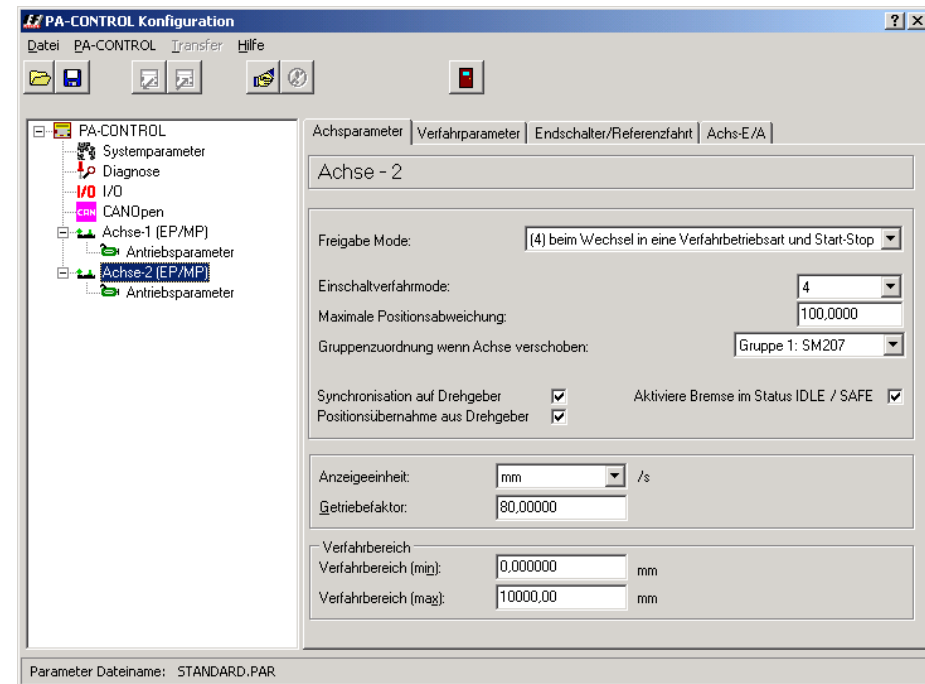 PA-CONTROL Konfiguration
Datei PA-CONTROL Transfer Hilfe
PA-CONTROL
Systemparameter
Diagnose
I/O I/O
CAN CANOpen
Achse-1 (EP/MP)
Antriebsparameter
Achse-2 (EP/MP)
Antriebsparameter
Achsparameter Verfahrparameter Endschalter/Referenzfahrt Achs-E/A
Achse - 2
Freigabe Mode: (4) beim Wechsel in eine Verfahrbetriebsart und Start-Stop
Einschaltverfahrmode: 4
Maximale Positionsabweichung: 100,0000
Gruppenzuordnung wenn Achse verschoben: Gruppe 1: SM207
Synchronisation auf Drehgeber Aktiviere Bremse im Status IDLE / SAFE
Positionsübernahme aus Drehgeber
Anzeigeeinheit: mm /s
Getriebefaktor: 80,00000
Verfahrbereich
Verfahrbereich (min): 0,000000 mm
Verfahrbereich (max): 10000,00 mm
Parameter Dateiname: STANDARD.PAR